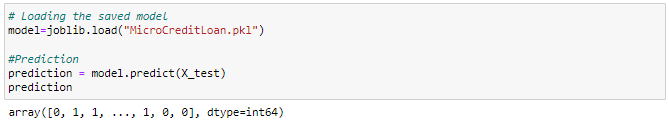 # Loading the saved model
model=joblib.load("MicroCreditLoan.pkl")
#Prediction
prediction = model.predict(X_test)
prediction
array([0, 1, 1, ..., 1, 0, 0], dtype=int64)